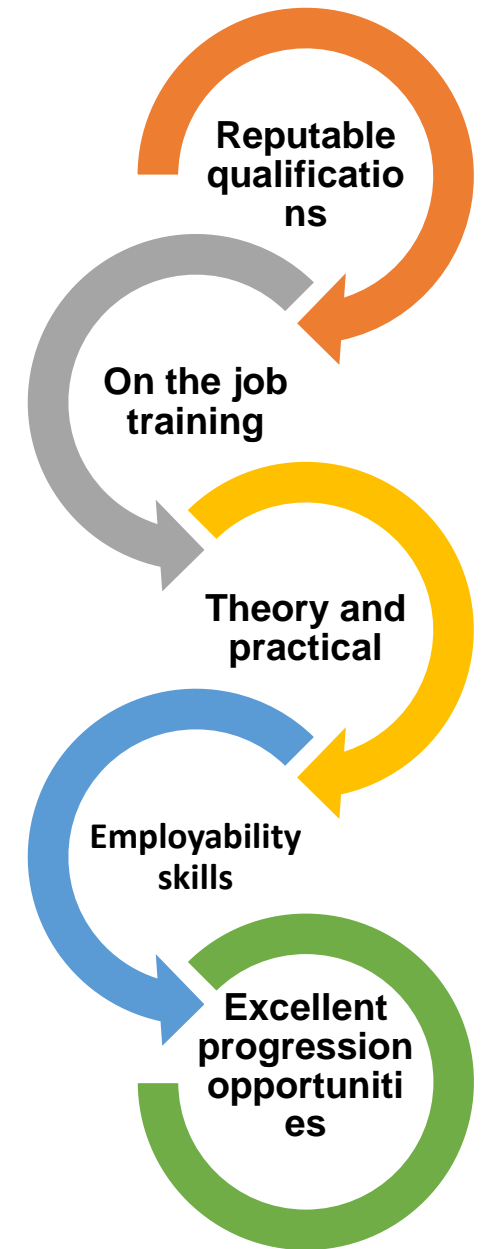 Reputable
qualificatio
ns
On the job
training
Theory and
practical
Employability
skills
Excellent
progression
opportuniti
es